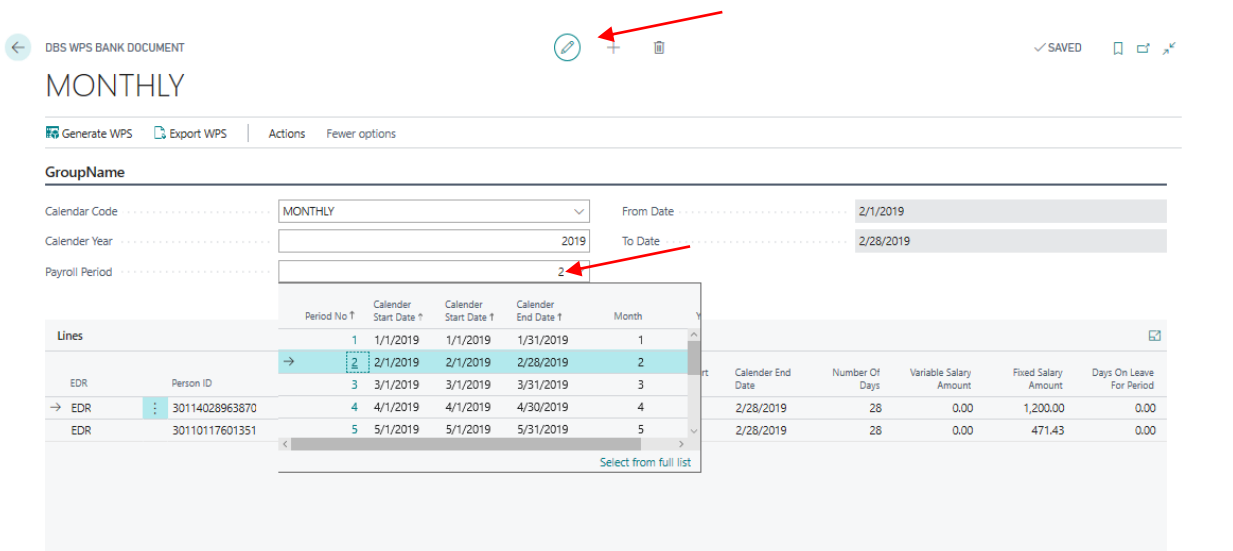 DBS WPS BANK DOCUMENT
SAVED
MONTHLY
Generate WPS Export WPS Actions Fewer options
GroupName
Calendar Code MONTHLY From Date 2/1/2019
Calender Year 2019 To Date 2/28/2019
Payroll Period 2
Period No Calender Start Date Calender Start Date Calender End Date Month
1 1/1/2019 1/1/2019 1/31/2019 1
2 2/1/2019 2/1/2019 2/28/2019 2
3 3/1/2019 3/1/2019 3/31/2019 3
4 4/1/2019 4/1/2019 4/30/2019 4
5 5/1/2019 5/1/2019 5/31/2019 5
Select from full list
Lines
EDR Person ID Calender End Date Number Of Days Variable Salary Amount Fixed Salary Amount Days On Leave For Period
EDR 30114028963870 2/28/2019 28 0.00 1,200.00 0.00
EDR 30110117601351 2/28/2019 28 0.00 471.43 0.00